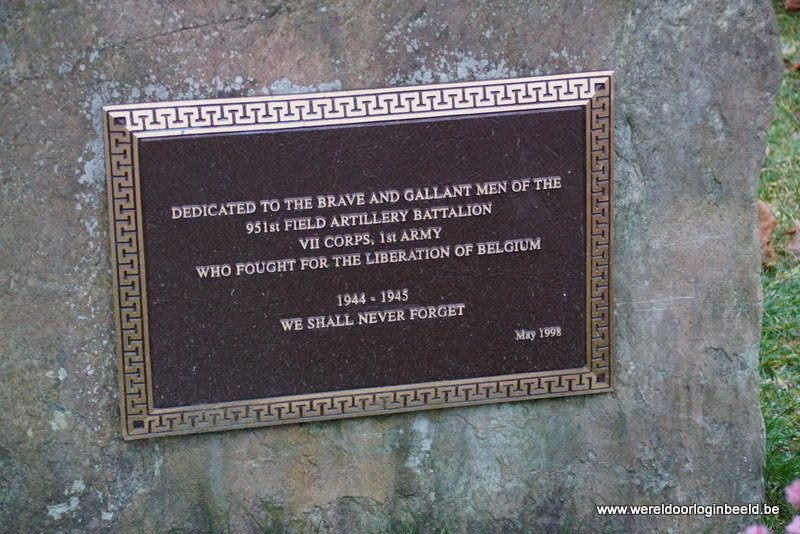 DEDICATED TO THE BRAVE AND GALLANT MEN OF THE
951st FIELD ARTILLERY BATTALION
VII CORPS, 1st ARMY
WHO FOUGHT FOR THE LIBERATION OF BELGIUM
1944 - 1945
WE SHALL NEVER FORGET
May 1998
www.wereldoorloginbeeld.be